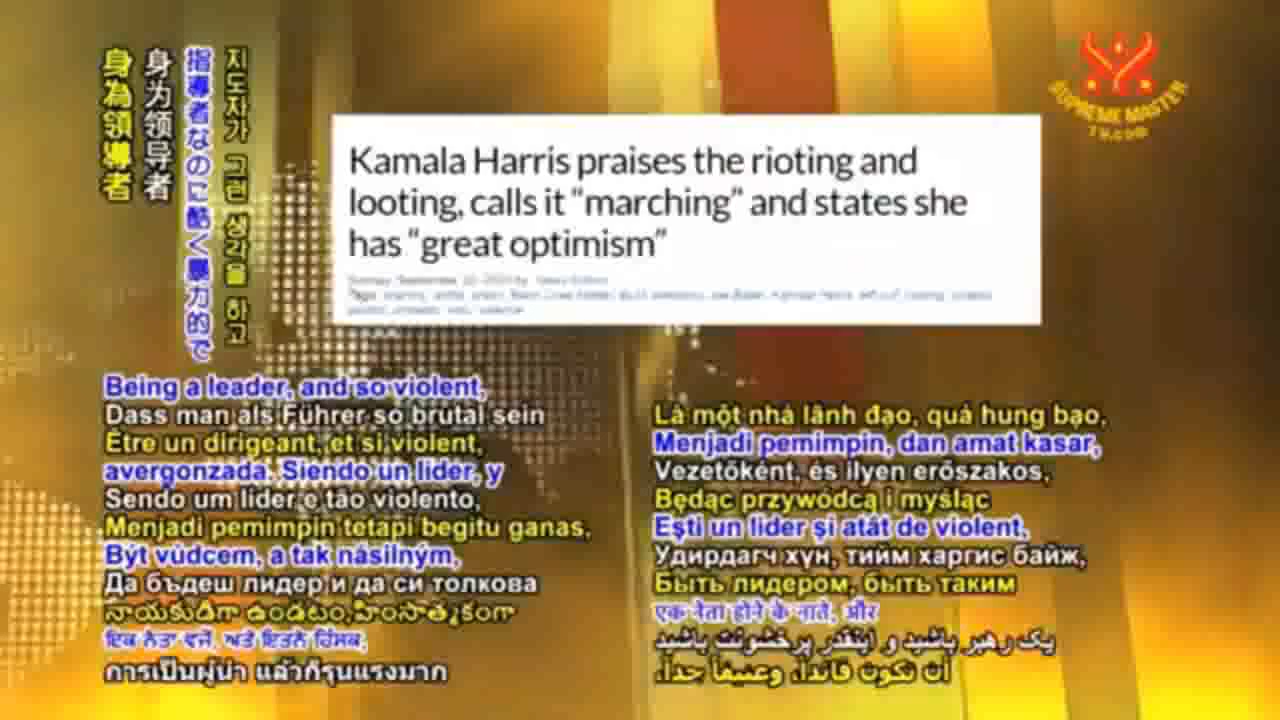 身為領導者
身为领导者
指導者なのに酷く暴力的で
지도자가 그런 생각을 하고
SUPREME MASTER
TV.COM
Kamala Harris praises the rioting and
looting, calls it “marching” and states she
has “great optimism”
Being a leader, and so violent,
Dass man als Führer so brutal sein
Être un dirigeant, et si violent,
avergonzada. Siendo un líder, y
Sendo um líder e tão violento,
Menjadi pemimpin tetapi begitu ganas,
Být vůdcem, a tak násilným,
Да бъдеш лидер и да си толкова
నాయకుడిగా ఉండటం,హింసాత్మకంగా
ਇਕ ਨੇਤਾ ਵਜੋਂ, ਅਤੇ ਇਤਨੇ ਹਿੰਸਕ,
การเป็นผู้นำ แล้วก็รุนแรงมาก
Là một nhà lãnh đạo, quá hung bạo,
Menjadi pemimpin, dan amat kasar,
Vezetőként, és ilyen erőszakos,
Będąc przywódcą i myśląc
Ești un lider și atât de violent,
Удирдагч хүн, тийм харгис байж,
Быть лидером, быть таким
एक नेता होने के नाते, और
یک رهبر باشید و اینقدر پرخشونت باشید
أن تكون قائداً، وعنيفاً جداً،